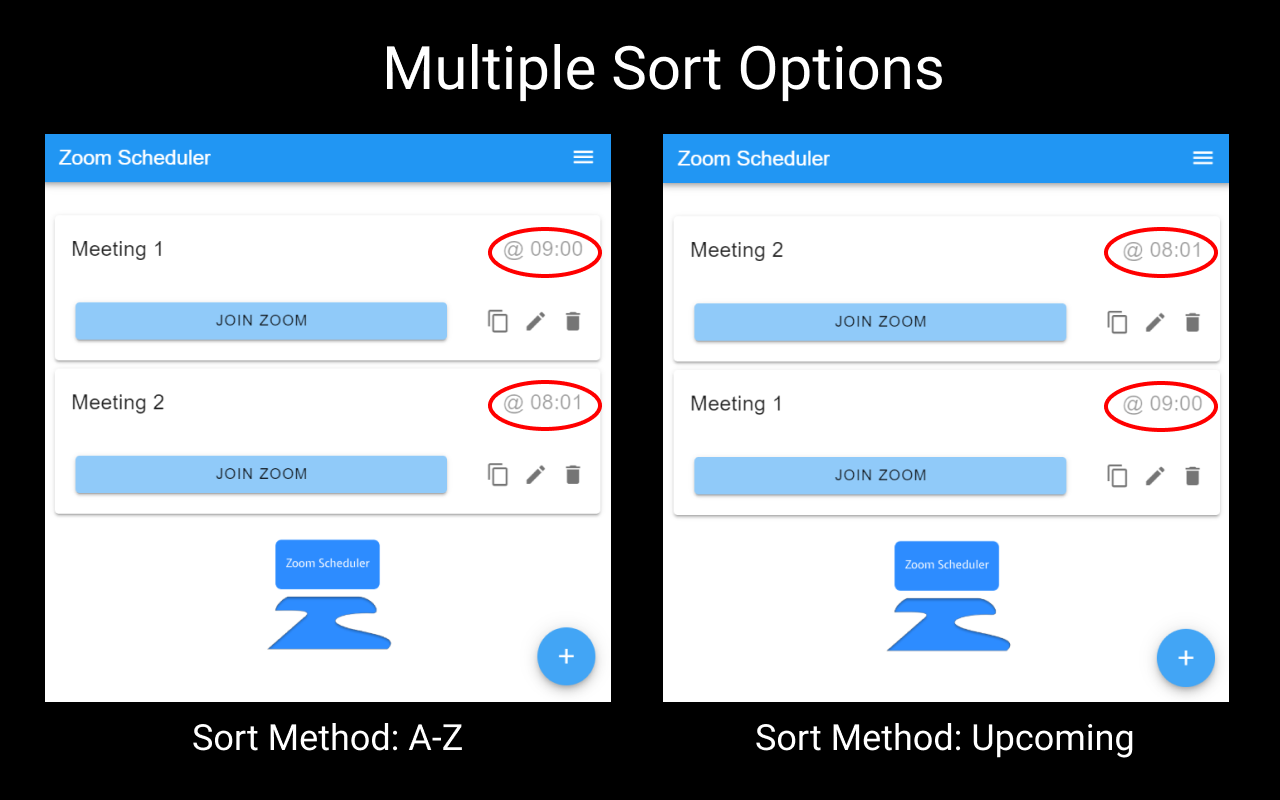 Multiple Sort Options
Zoom Scheduler
Meeting 1
@ 09:00
JOIN ZOOM
Meeting 2
@ 08:01
JOIN ZOOM
Zoom Scheduler
+
Sort Method: A-Z
Zoom Scheduler
Meeting 2
@ 08:01
JOIN ZOOM
Meeting 1
@ 09:00
JOIN ZOOM
Zoom Scheduler
+
Sort Method: Upcoming